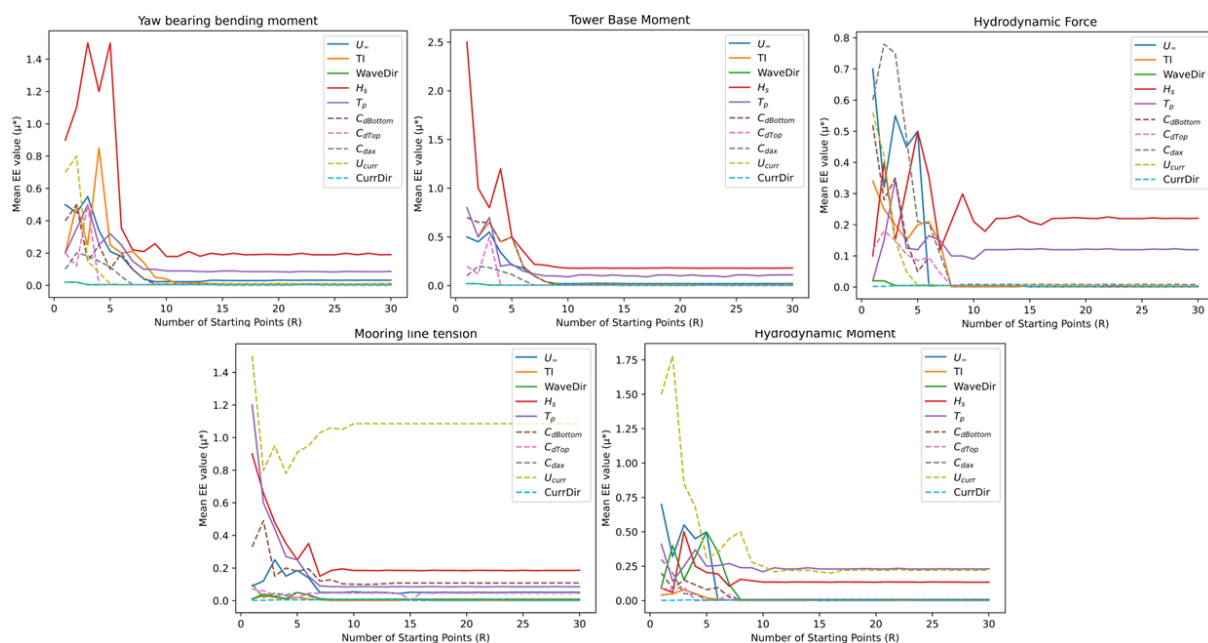 Yaw bearing bending moment
Mean EE value (μ*)
1.4
1.2
1.0
0.8
0.6
0.4
0.2
0.0
U∞
TI
WaveDir
Hs
Tp
CdBottom
CdTop
Cdax
Ucurr
CurrDir
0 5 10 15 20 25 30
Number of Starting Points (R)
Tower Base Moment
Mean EE value (μ*)
2.5
2.0
1.5
1.0
0.5
0.0
U∞
TI
WaveDir
Hs
Tp
CdBottom
CdTop
Cdax
Ucurr
CurrDir
0 5 10 15 20 25 30
Number of Starting Points (R)
Hydrodynamic Force
Mean EE value (μ*)
0.8
0.7
0.6
0.5
0.4
0.3
0.2
0.1
0.0
U∞
TI
WaveDir
Hs
Tp
CdBottom
CdTop
Cdax
Ucurr
CurrDir
0 5 10 15 20 25 30
Number of Starting Points (R)
Mooring line tension
Mean EE value (μ*)
1.4
1.2
1.0
0.8
0.6
0.4
0.2
0.0
U∞
TI
WaveDir
Hs
Tp
CdBottom
CdTop
Cdax
Ucurr
CurrDir
0 5 10 15 20 25 30
Number of Starting Points (R)
Hydrodynamic Moment
Mean EE value (μ*)
1.75
1.50
1.25
1.00
0.75
0.50
0.25
0.00
U∞
TI
WaveDir
Hs
Tp
CdBottom
CdTop
Cdax
Ucurr
CurrDir
0 5 10 15 20 25 30
Number of Starting Points (R)